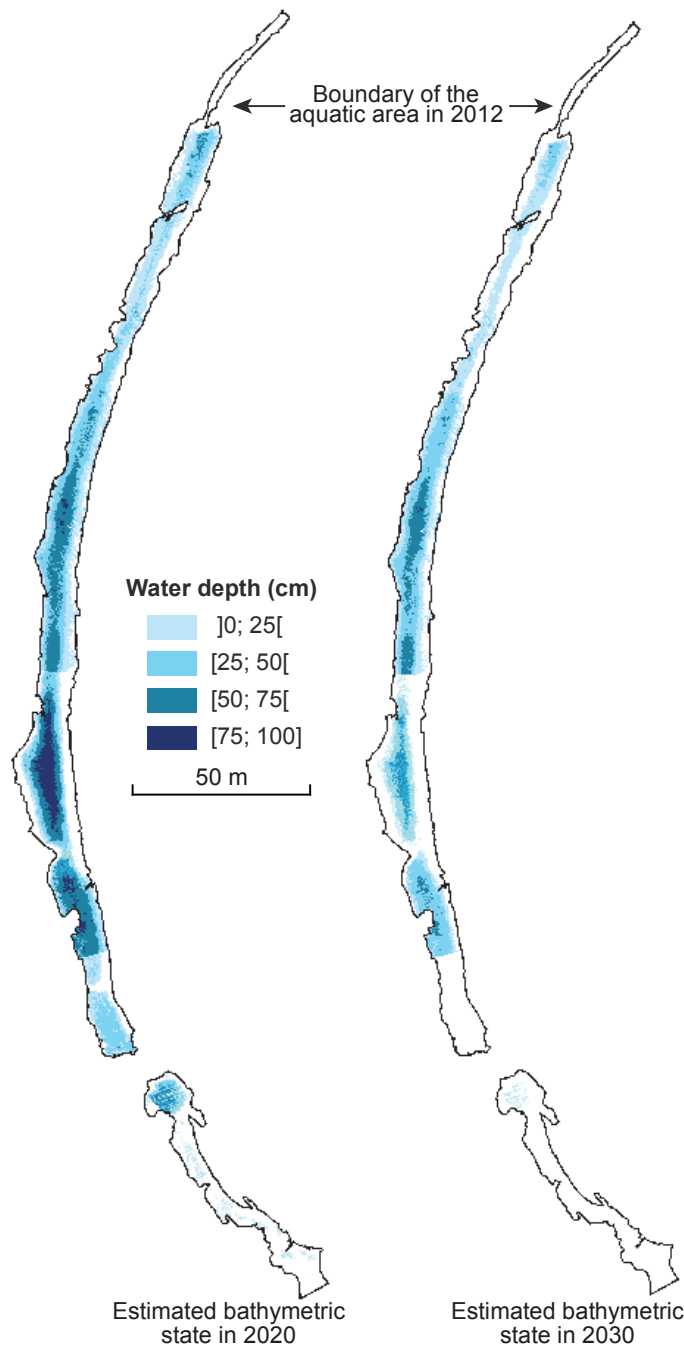 Boundary of the
aquatic area in 2012
Water depth (cm)
]0; 25[
[25; 50[
[50; 75[
[75; 100]
50 m
Estimated bathymetric
state in 2020
Estimated bathymetric
state in 2030